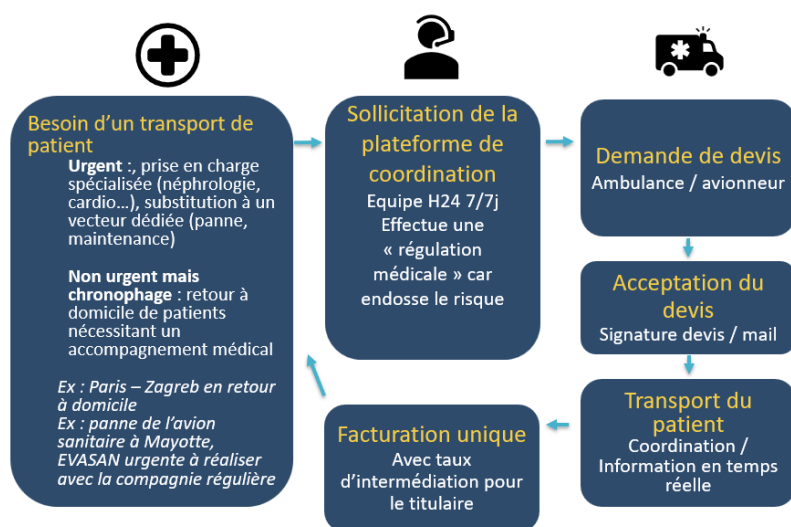 Besoin d'un transport de
patient
Urgent :, prise en charge
spécialisée (néphrologie,
cardio…), substitution à un
vecteur dédiée (panne,
maintenance)
Non urgent mais
chronophage : retour à
domicile de patients
nécessitant un
accompagnement médical
Ex : Paris – Zagreb en retour
à domicile
Ex : panne de l'avion
sanitaire à Mayotte,
EVASAN urgente à réaliser
avec la compagnie régulière
Sollicitation de la
plateforme de
coordination
Equipe H24 7/7j
Effectue une
« régulation
médicale » car
endosse le risque
Demande de devis
Ambulance / avionneur
Acceptation du
devis
Signature devis / mail
Transport du
patient
Coordination /
Information en temps
réelle
Facturation unique
Avec taux
d'intermédiation pour
le titulaire